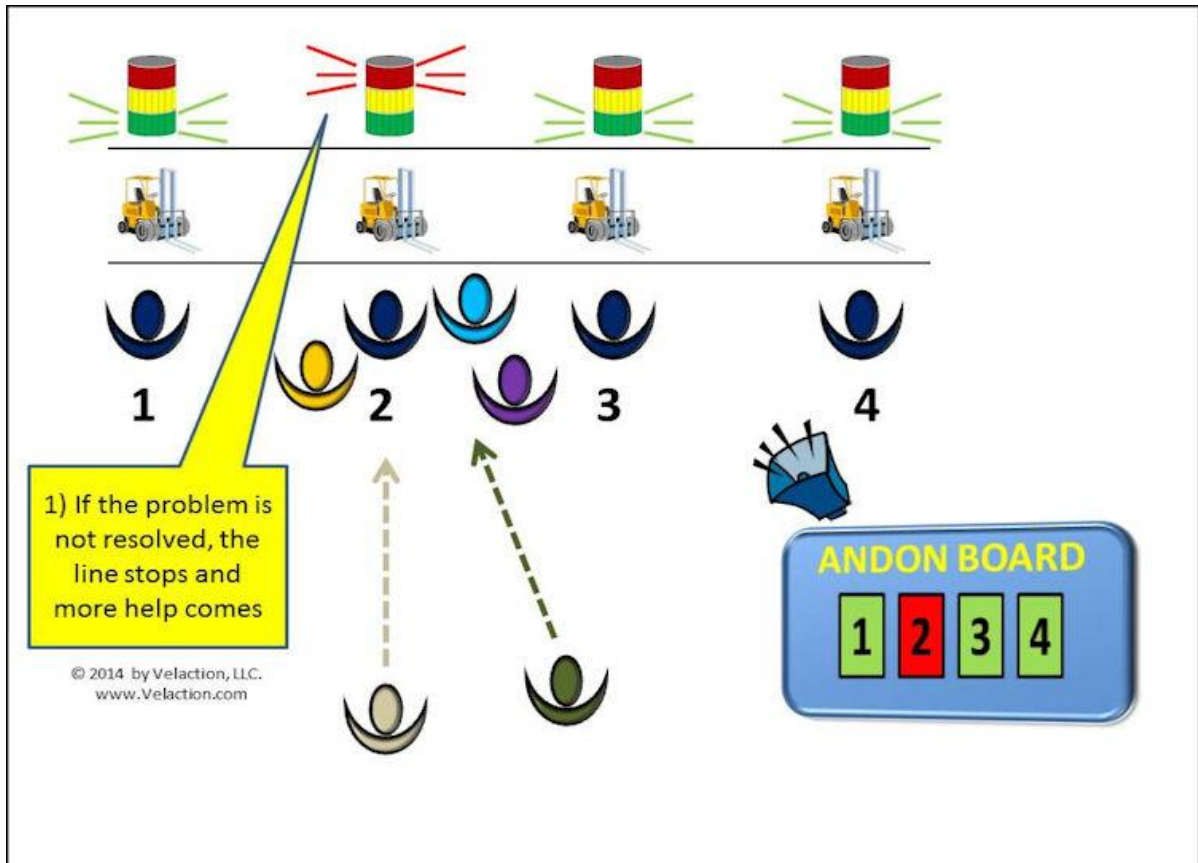 1 2 3 4
1) If the problem is
not resolved, the
line stops and
more help comes
© 2014 by Velaction, LLC.
www.Velaction.com
ANDON BOARD
1 2 3 4